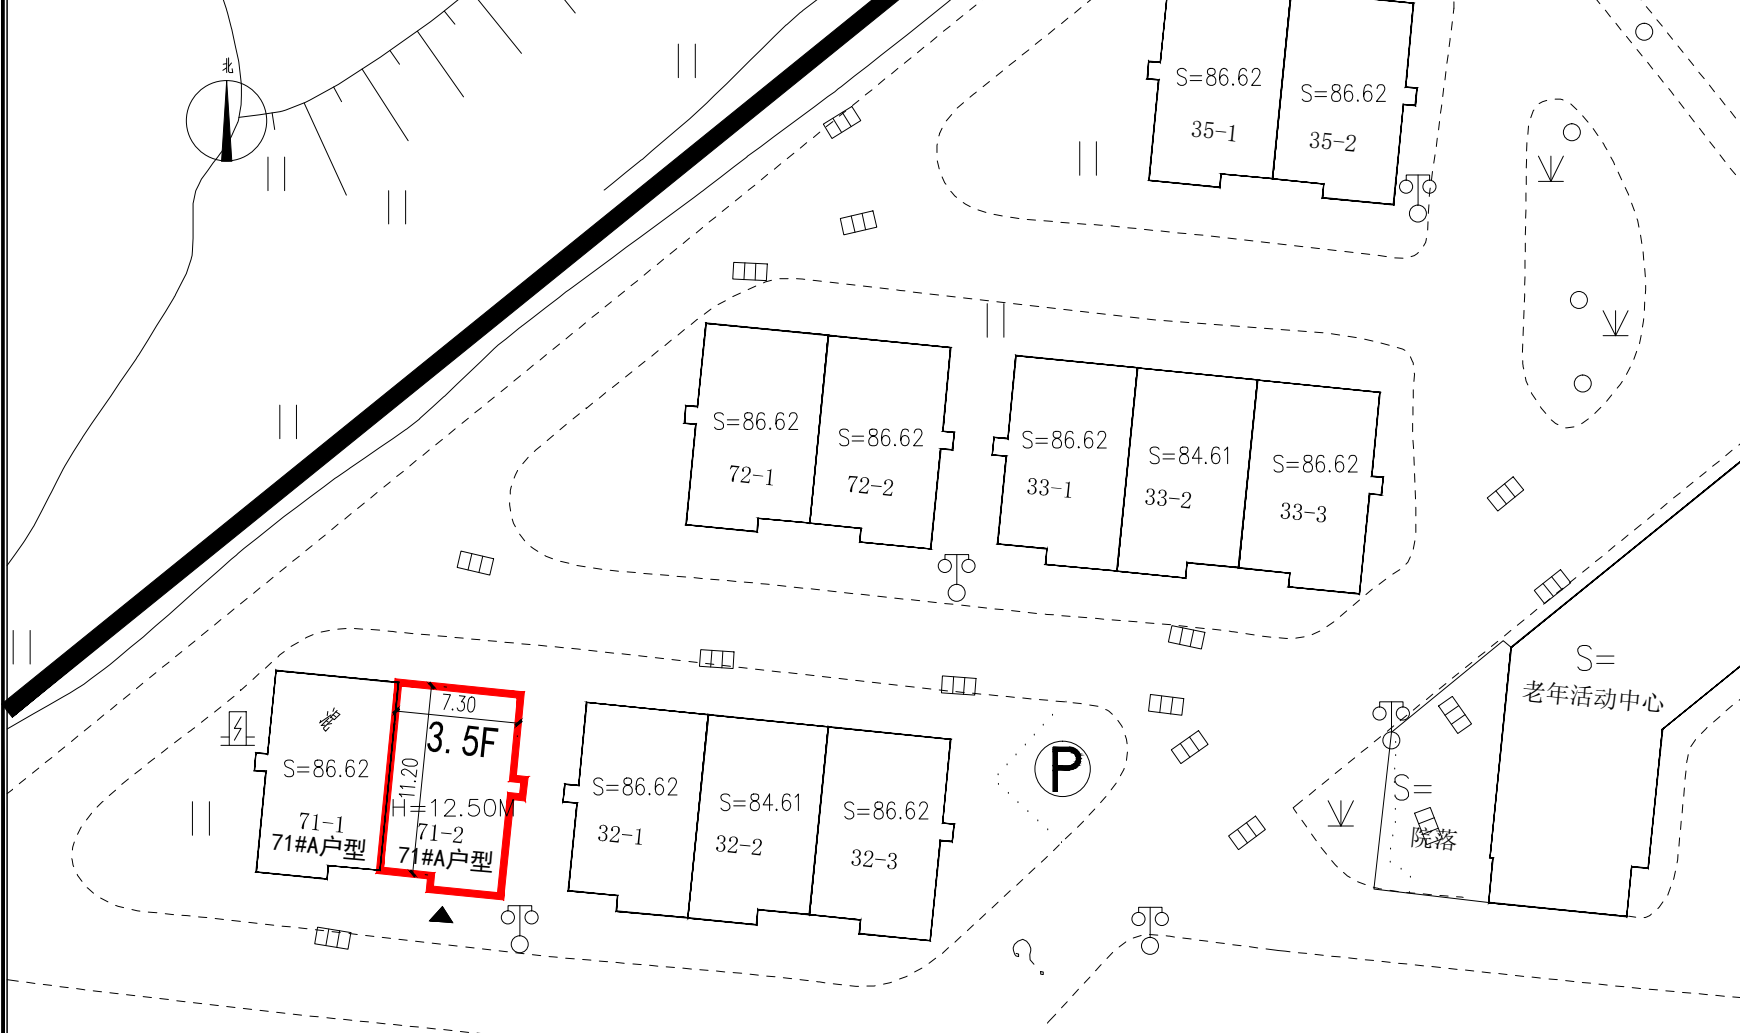 北
S=86.62
35-1
S=86.62
35-2
S=86.62
72-1
S=86.62
72-2
S=86.62
33-1
S=84.61
33-2
S=86.62
33-3
混
S=86.62
71-1
71#A户型
7.30
3.5F
11.20
H=12.50M
71-2
71#A户型
S=86.62
32-1
S=84.61
32-2
S=86.62
32-3
P
S=
老年活动中心
S=
院落